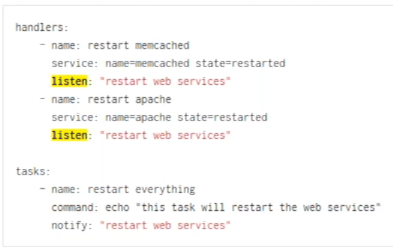 handlers:
- name: restart memcached
service: name=memcached state=restarted
listen: "restart web services"
- name: restart apache
service: name=apache state=restarted
listen: "restart web services"
tasks:
- name: restart everything
command: echo "this task will restart the web services"
notify: "restart web services"